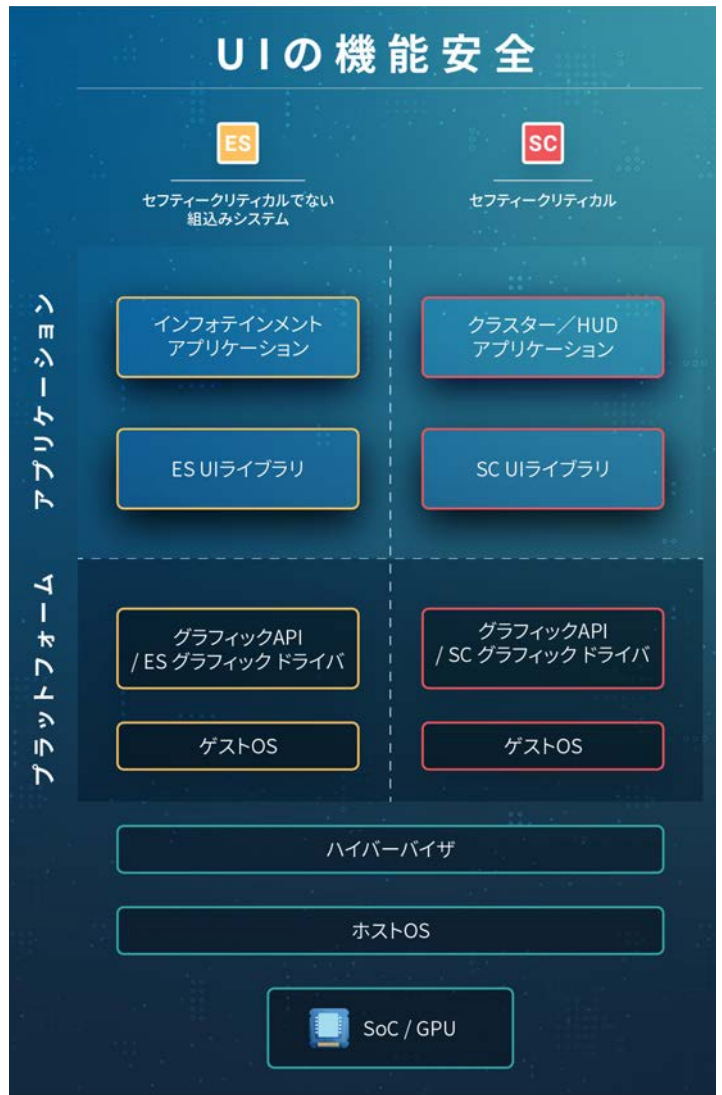 UIの機能安全
ES
SC
セフティークリティカルでない
組込みシステム
セフティークリティカル
アプリケーション
インフォテインメント
アプリケーション
クラスター／HUD
アプリケーション
ES UIライブラリ
SC UIライブラリ
プラットフォーム
グラフィックAPI
/ ES グラフィック ドライバ
グラフィックAPI
/ SC グラフィック ドライバ
ゲストOS
ゲストOS
ハイバーバイザ
ホストOS
SoC / GPU